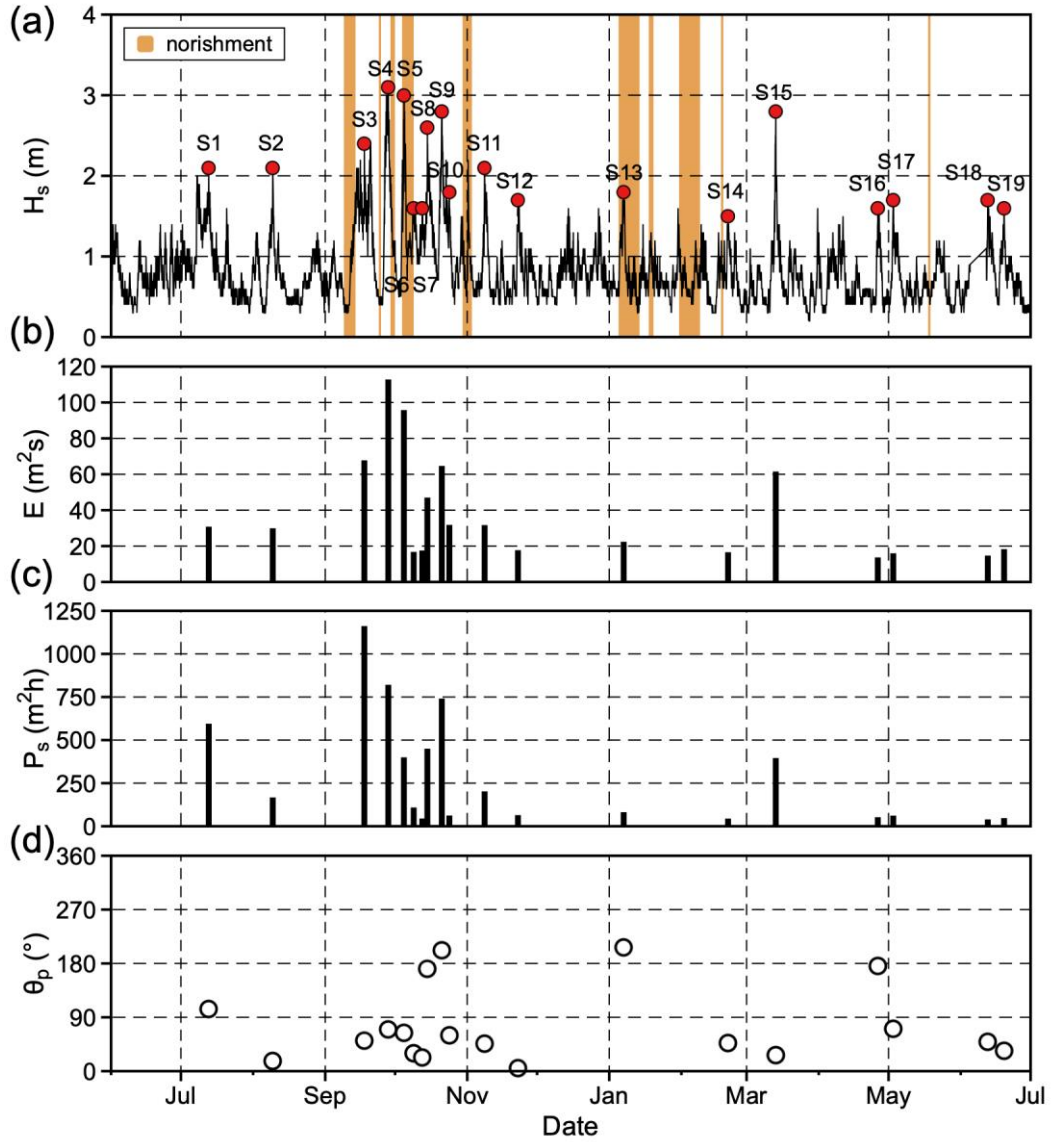 (a)
4
norishment
S4
S5
3
S9
S15
S3
S8
H_s (m)
S1
S2
S11
2
S10
S13
S12
S14
S17
S16
S18
S19
1
S6
S7
0
(b)
120
100
80
E (m²s)
60
40
20
0
(c)
1250
1000
750
P_s (m²h)
500
250
0
(d)
360
270
θ_p (°)
180
90
0
Jul
Sep
Nov
Jan
Mar
May
Jul
Date